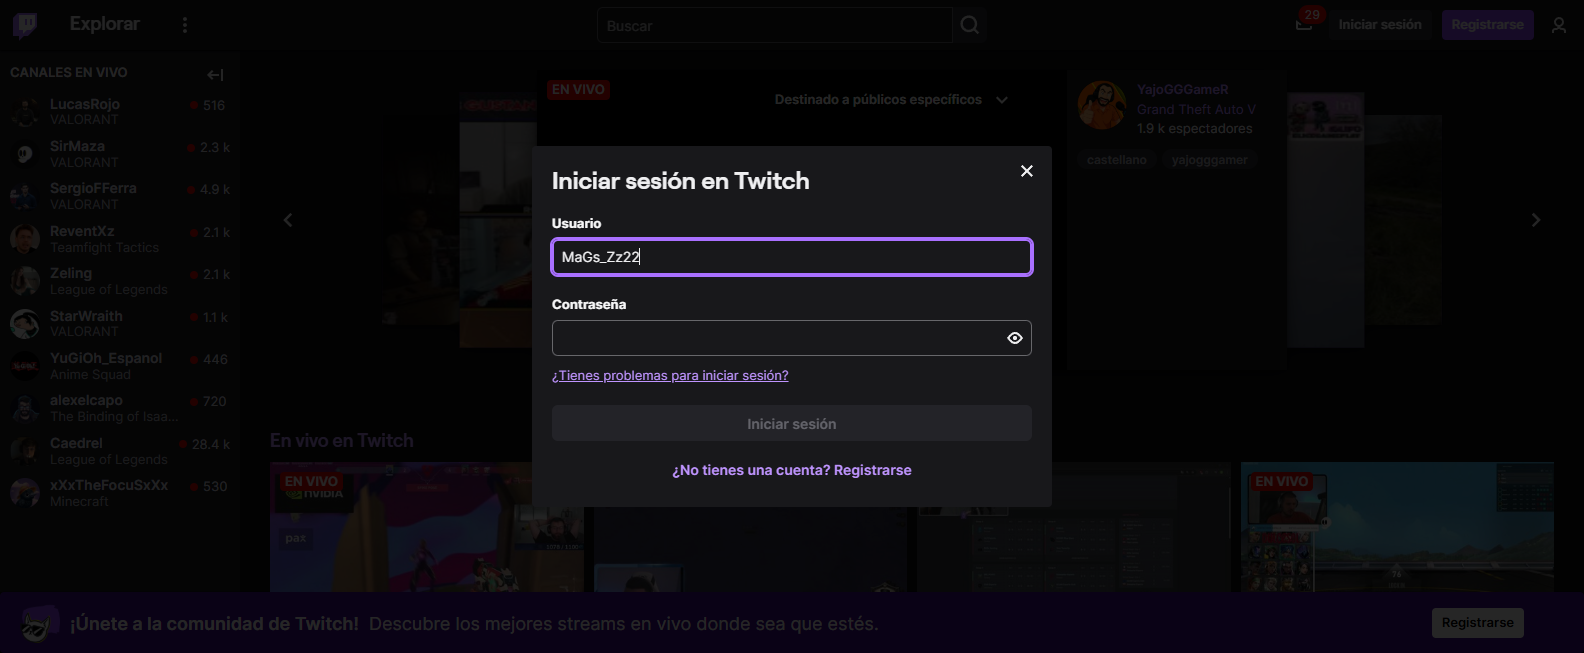 Explorar
Buscar
29
Iniciar sesión
Registrarse
CANALES EN VIVO
LucasRojo
516
VALORANT
SirMaza
2.3 k
VALORANT
SergioFFerra
4.9 k
VALORANT
ReventXz
2.1 k
Teamfight Tactics
Zeling
2.1 k
League of Legends
StarWraith
1.1 k
VALORANT
YuGiOh_Espanol
446
Anime Squad
alexelcapo
720
The Binding of Isaa...
Caedrel
28.4 k
League of Legends
xXxTheFocuSxXx
530
Minecraft
EN VIVO
Destinado a públicos específicos
YajoGGGameR
Grand Theft Auto V
1.9 k espectadores
castellano
yajogggamer
Iniciar sesión en Twitch
Usuario
MaGs_Zz22
Contraseña
¿Tienes problemas para iniciar sesión?
Iniciar sesión
¿No tienes una cuenta? Registrarse
En vivo en Twitch
EN VIVO
NVIDIA
pax
EN VIVO
¡Únete a la comunidad de Twitch! Descubre los mejores streams en vivo donde sea que estés.
Registrarse